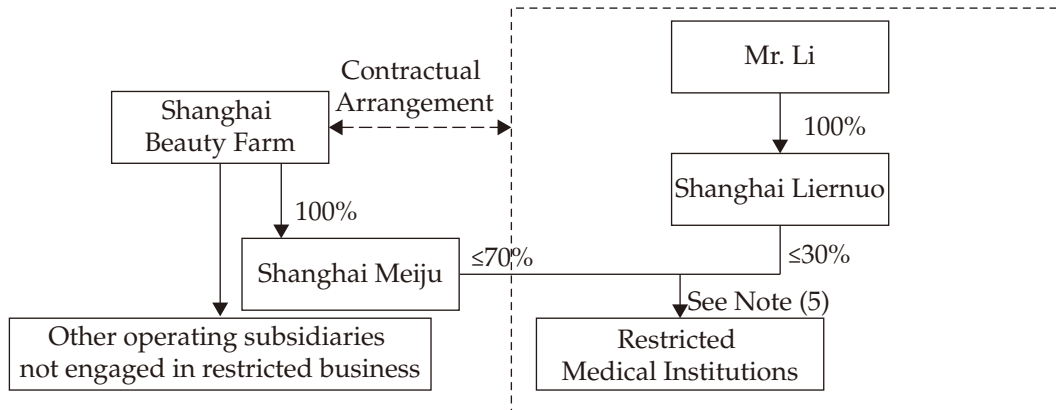 Mr. Li
Contractual
Arrangement
Shanghai
Beauty Farm
100%
Shanghai Liernuo
100%
Shanghai Meiju
≤70%
≤30%
See Note (5)
Other operating subsidiaries
not engaged in restricted business
Restricted
Medical Institutions